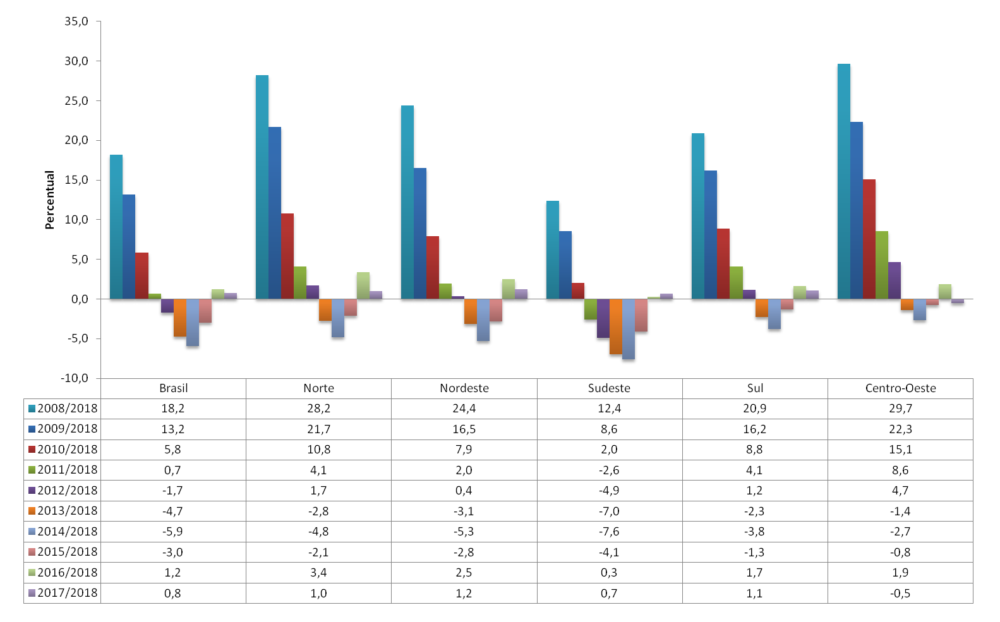 35,0
30,0
25,0
20,0
15,0
10,0
5,0
0,0
-5,0
-10,0
Percentual
Brasil Norte Nordeste Sudeste Sul Centro-Oeste
2008/2018 18,2 28,2 24,4 12,4 20,9 29,7
2009/2018 13,2 21,7 16,5 8,6 16,2 22,3
2010/2018 5,8 10,8 7,9 2,0 8,8 15,1
2011/2018 0,7 4,1 2,0 -2,6 4,1 8,6
2012/2018 -1,7 1,7 0,4 -4,9 1,2 4,7
2013/2018 -4,7 -2,8 -3,1 -7,0 -2,3 -1,4
2014/2018 -5,9 -4,8 -5,3 -7,6 -3,8 -2,7
2015/2018 -3,0 -2,1 -2,8 -4,1 -1,3 -0,8
2016/2018 1,2 3,4 2,5 0,3 1,7 1,9
2017/2018 0,8 1,0 1,2 0,7 1,1 -0,5